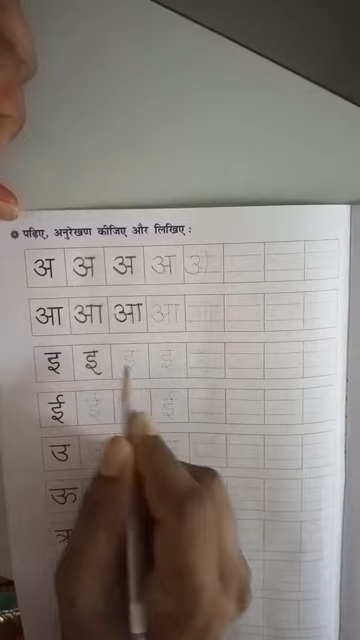 पढ़िए, अनुरेखण कीजिए और लिखिए :
अ अ अ अ अ
आ आ आ आ
इ इ इ इ
ई ई ई
उ
ऊ
ऋ